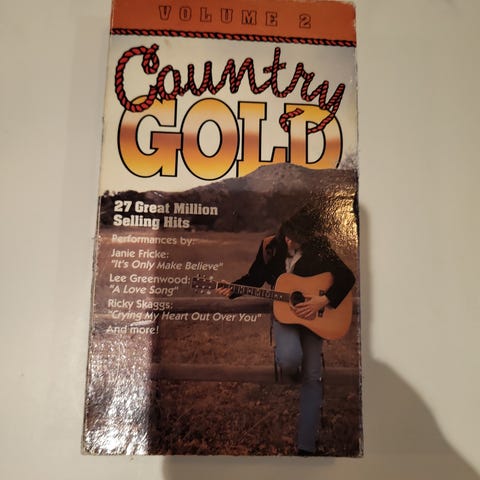 VOLUME 2
Country
GOLD
27 Great Million
Selling Hits
Performances by:
Janie Fricke:
"It's Only Make Believe"
Lee Greenwood:
"A Love Song"
Ricky Skaggs:
"Crying My Heart Out Over You"
And more!